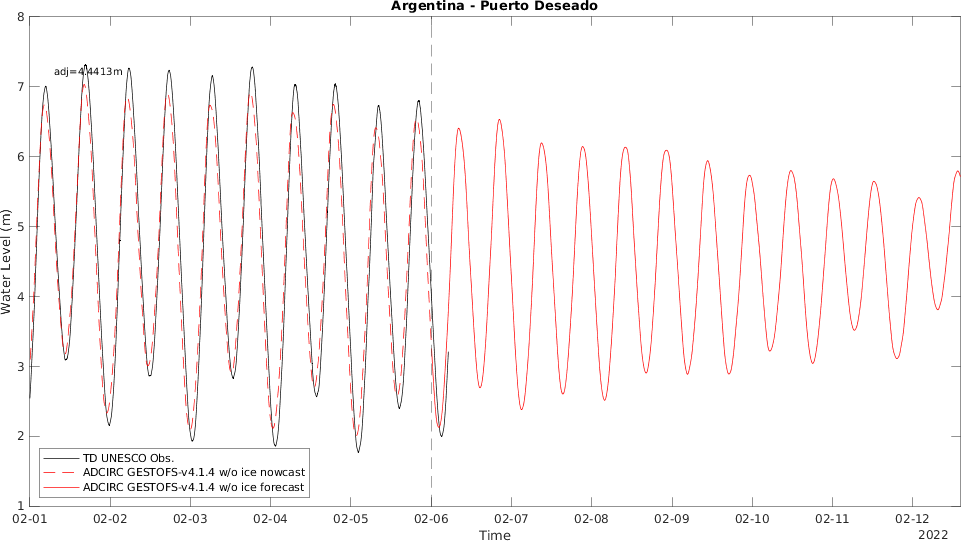 Argentina - Puerto Deseado
8
7
6
5
4
3
2
1
Water Level (m)
adj=4.4413m
TD UNESCO Obs.
ADCIRC GESTOFS-v4.1.4 w/o ice nowcast
ADCIRC GESTOFS-v4.1.4 w/o ice forecast
02-01 02-02 02-03 02-04 02-05 02-06 02-07 02-08 02-09 02-10 02-11 02-12
Time
2022